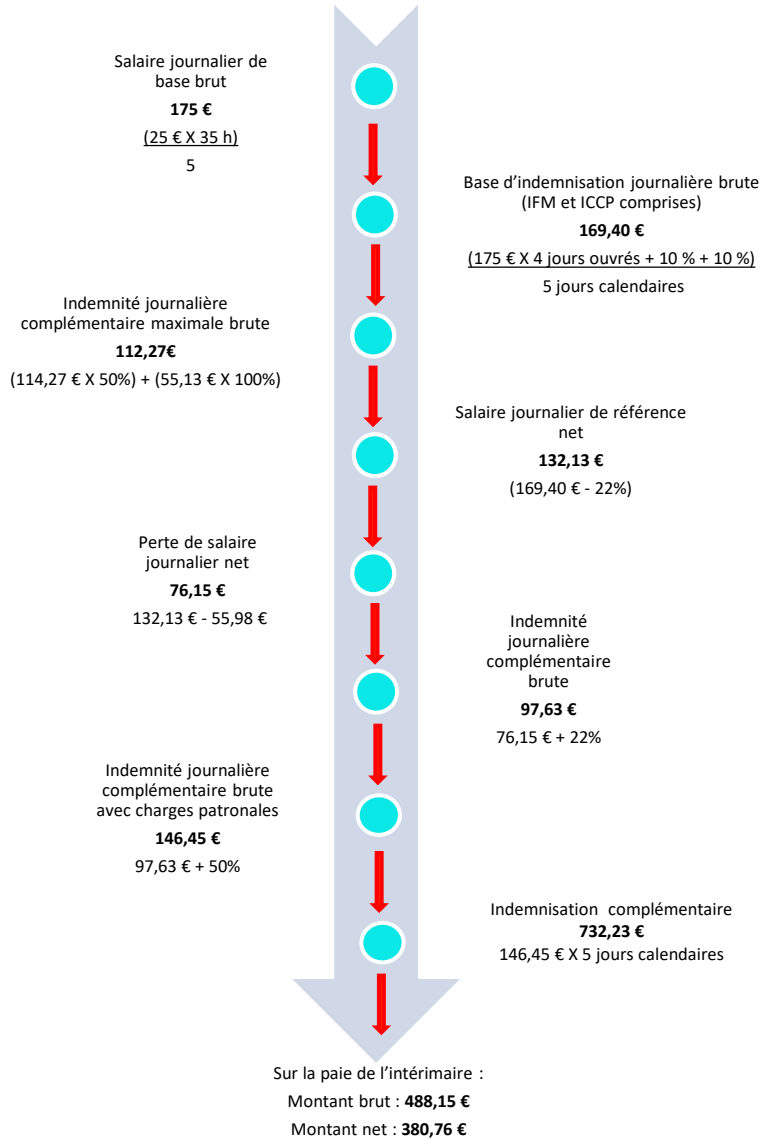 Salaire journalier de
base brut
175 €
(25 € X 35 h)
5
Base d’indemnisation journalière brute
(IFM et ICCP comprises)
169,40 €
(175 € X 4 jours ouvrés + 10 % + 10 %)
5 jours calendaires
Indemnité journalière
complémentaire maximale brute
112,27€
(114,27 € X 50%) + (55,13 € X 100%)
Salaire journalier de référence
net
132,13 €
(169,40 € - 22%)
Perte de salaire
journalier net
76,15 €
132,13 € - 55,98 €
Indemnité
journalière
complémentaire
brute
97,63 €
76,15 € + 22%
Indemnité journalière
complémentaire brute
avec charges patronales
146,45 €
97,63 € + 50%
Indemnisation complémentaire
732,23 €
146,45 € X 5 jours calendaires
Sur la paie de l’intérimaire :
Montant brut : 488,15 €
Montant net : 380,76 €